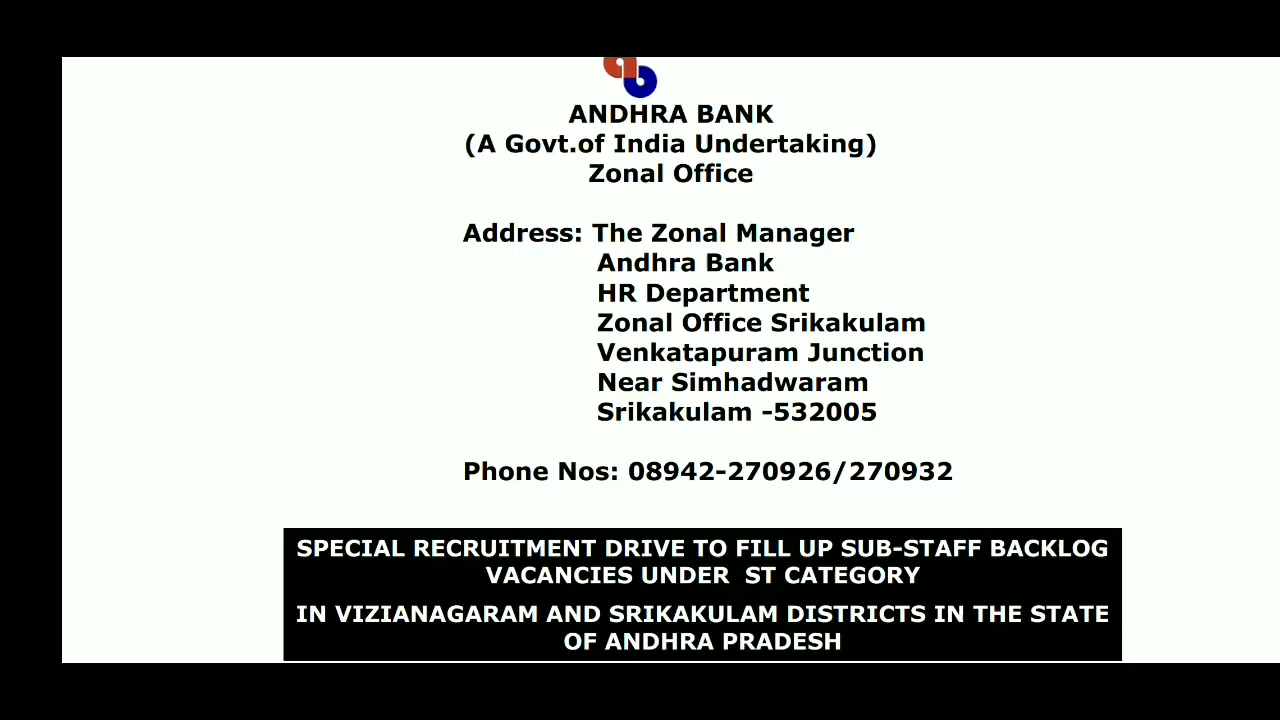 ANDHRA BANK
(A Govt.of India Undertaking)
Zonal Office
Address: The Zonal Manager
Andhra Bank
HR Department
Zonal Office Srikakulam
Venkatapuram Junction
Near Simhadwaram
Srikakulam -532005
Phone Nos: 08942-270926/270932
SPECIAL RECRUITMENT DRIVE TO FILL UP SUB-STAFF BACKLOG
VACANCIES UNDER  ST CATEGORY
IN VIZIANAGARAM AND SRIKAKULAM DISTRICTS IN THE STATE
OF ANDHRA PRADESH